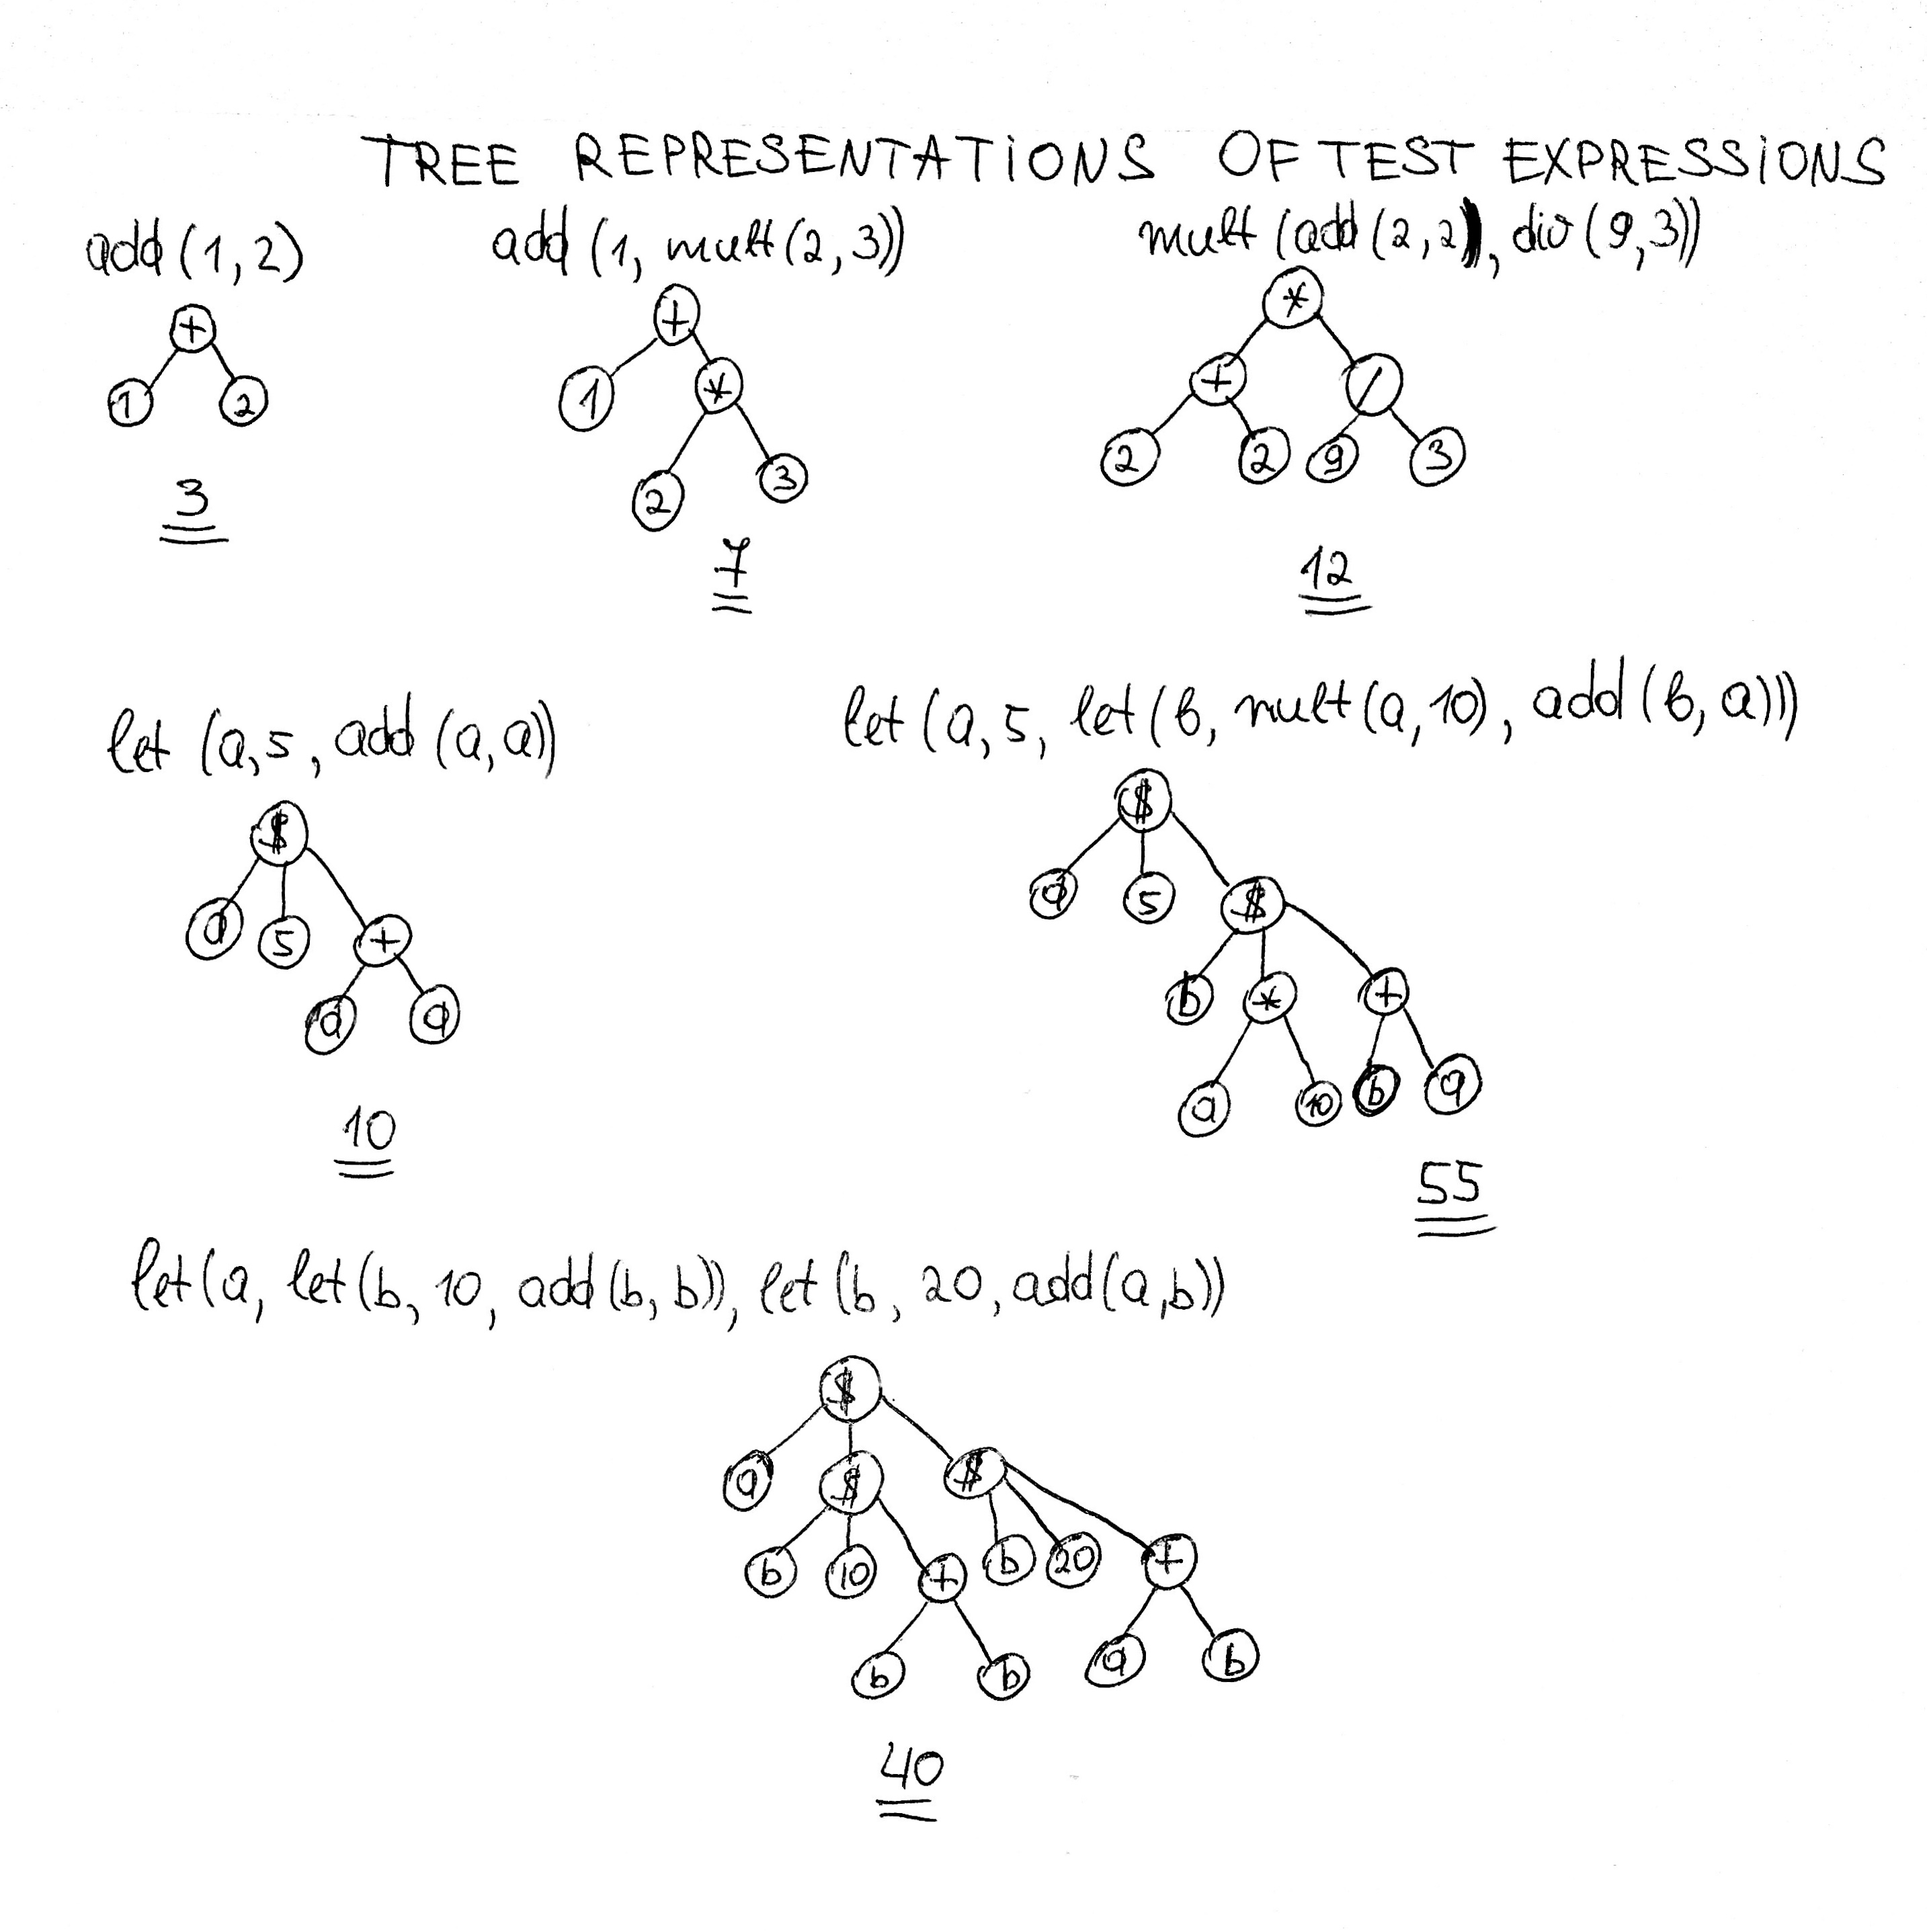 TREE REPRESENTATIONS OF TEST EXPRESSIONS
add (1,2)
+
1 2
3
add (1, mult (2, 3))
+
1 *
2 3
7
mult (add (2,2), div (9,3))
*
+ /
2 2 9 3
12
let (a,5, add (a,a))
$
a 5 +
a a
10
let (a, 5, let (b, mult (a, 10), add (b, a)))
$
a 5 $
b * +
a 10 b a
55
let (a, let (b, 10, add (b, b)), let (b, 20, add (a,b))
$
a $ $
b 10 + b 20 +
b b a b
40